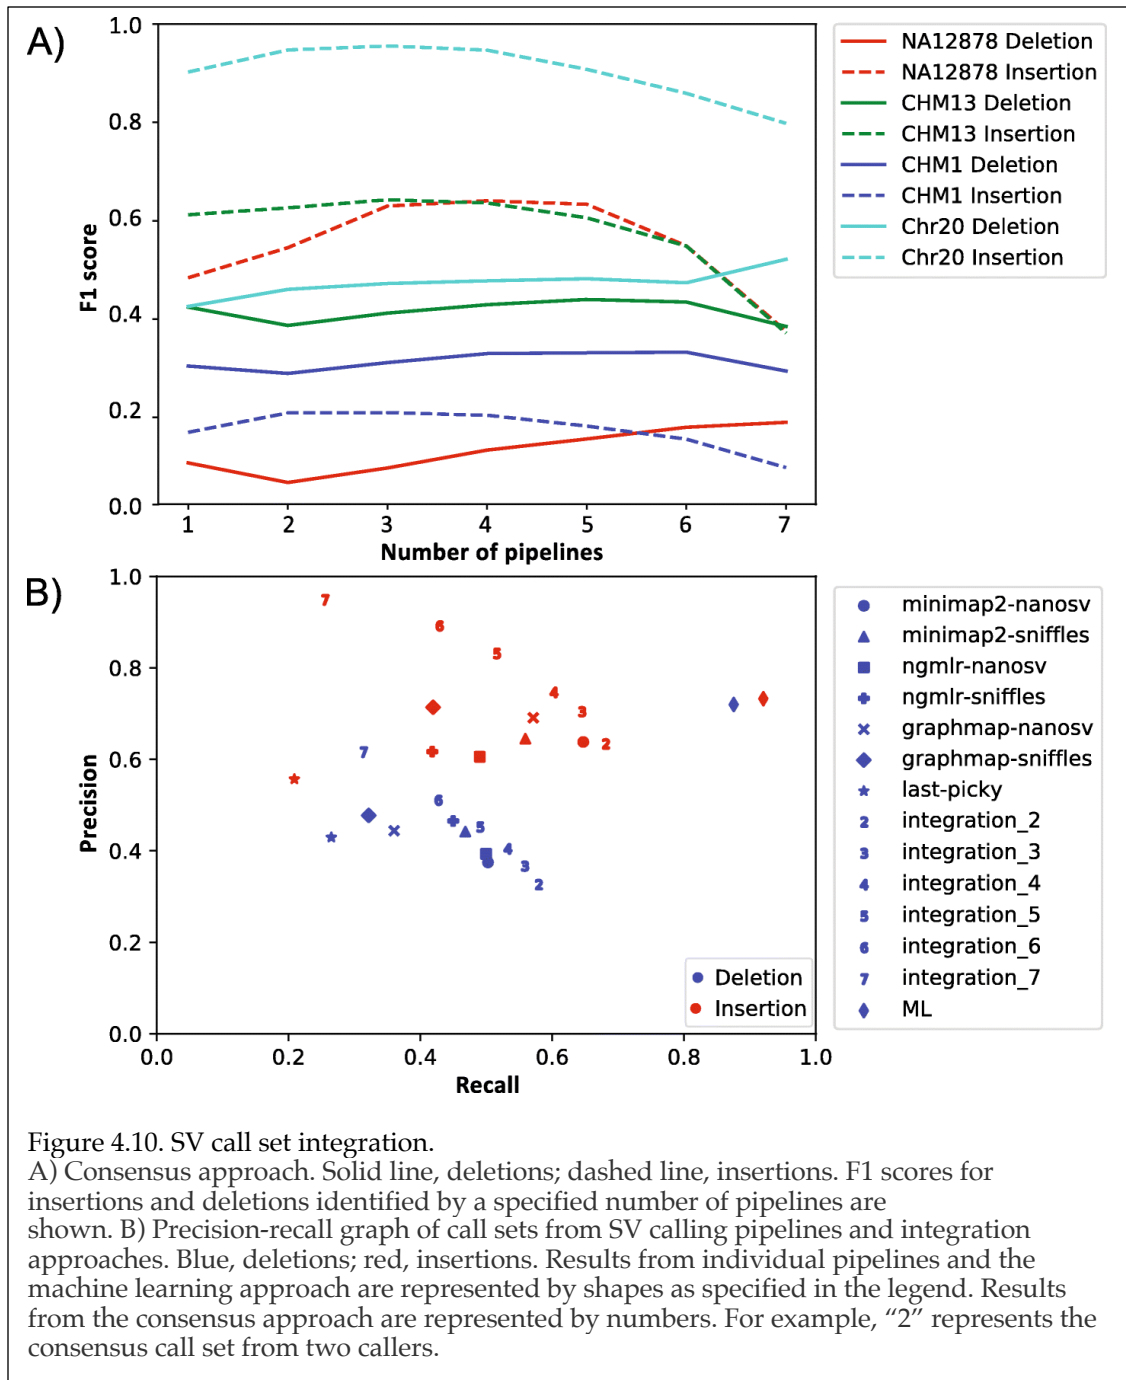 A)
1.0
0.8
0.6
0.4
0.2
0.0
F1 score
1 2 3 4 5 6 7
Number of pipelines
NA12878 Deletion
NA12878 Insertion
CHM13 Deletion
CHM13 Insertion
CHM1 Deletion
CHM1 Insertion
Chr20 Deletion
Chr20 Insertion
B)
1.0
0.8
0.6
0.4
0.2
0.0
Precision
7
6
5
4
3
2
7
6
5
4
3
2
Deletion
Insertion
0.0 0.2 0.4 0.6 0.8 1.0
Recall
minimap2-nanosv
minimap2-sniffles
ngmlr-nanosv
ngmlr-sniffles
graphmap-nanosv
graphmap-sniffles
last-picky
2 integration_2
3 integration_3
4 integration_4
5 integration_5
6 integration_6
7 integration_7
ML
Figure 4.10. SV call set integration.
A) Consensus approach. Solid line, deletions; dashed line, insertions. F1 scores for
insertions and deletions identified by a specified number of pipelines are
shown. B) Precision-recall graph of call sets from SV calling pipelines and integration
approaches. Blue, deletions; red, insertions. Results from individual pipelines and the
machine learning approach are represented by shapes as specified in the legend. Results
from the consensus approach are represented by numbers. For example, “2” represents the
consensus call set from two callers.